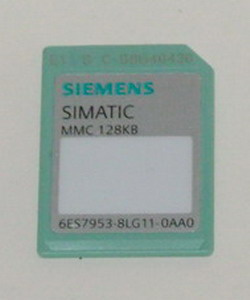 SIEMENS
SIMATIC
MMC 128KB
6ES7953-8LG11-0AA0